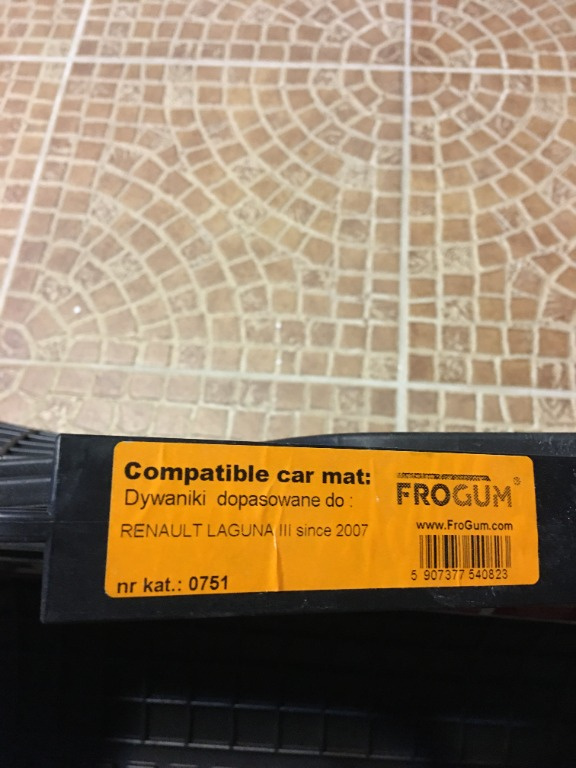 Compatible car mat:
Dywaniki dopasowane do :
RENAULT LAGUNA III since 2007
nr kat.: 0751
FROGUM
www.FroGum.com
5 907377 540823